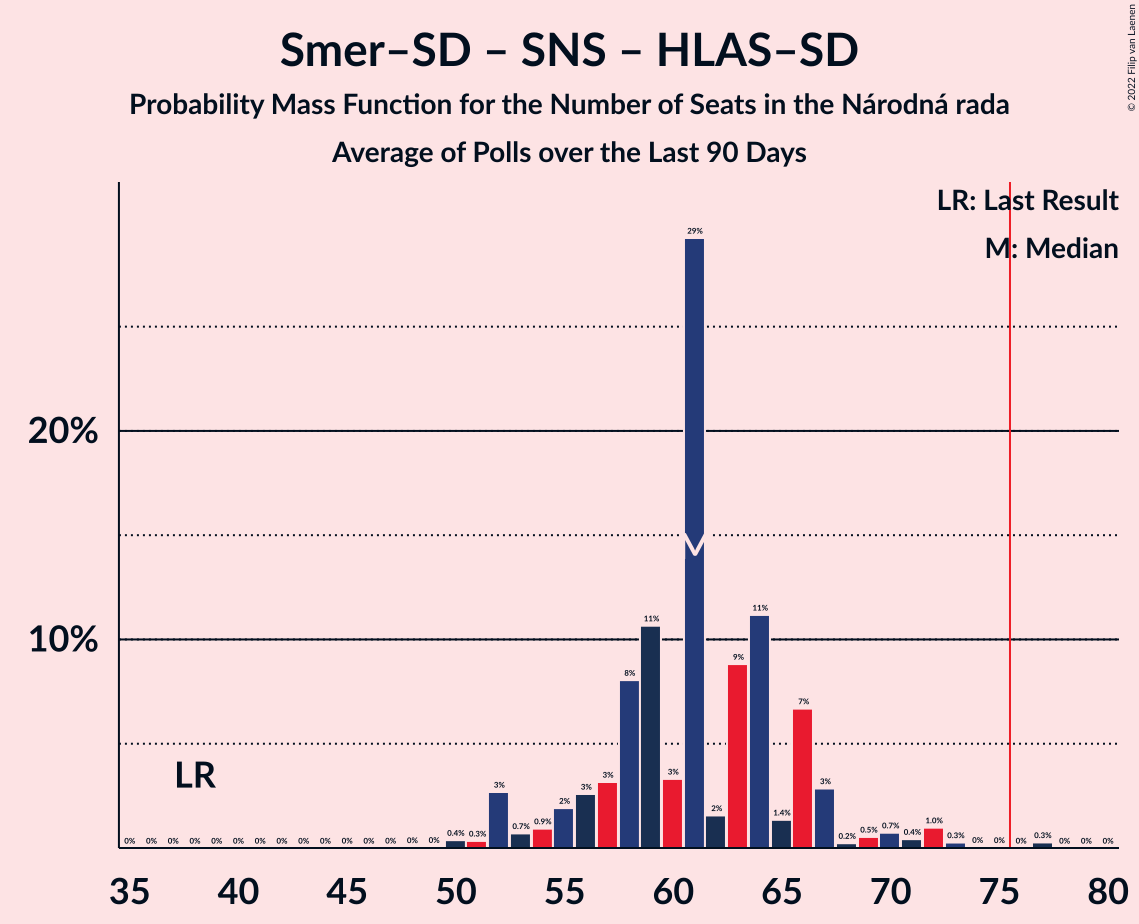 © 2022 Filip van Laenen
Smer–SD – SNS – HLAS–SD
Probability Mass Function for the Number of Seats in the Národná rada
Average of Polls over the Last 90 Days
LR: Last Result
M: Median
20%
10%
LR
0% 0% 0% 0% 0% 0% 0% 0% 0% 0% 0% 0% 0% 0% 0% 0.4% 0.3% 3% 0.7% 0.9% 2% 3% 3% 8% 11% 3% 29% 2% 9% 11% 1.4% 7% 3% 0.2% 0.5% 0.7% 0.4% 1.0% 0.3% 0% 0% 0% 0.3% 0% 0% 0%
35 40 45 50 55 60 65 70 75 80